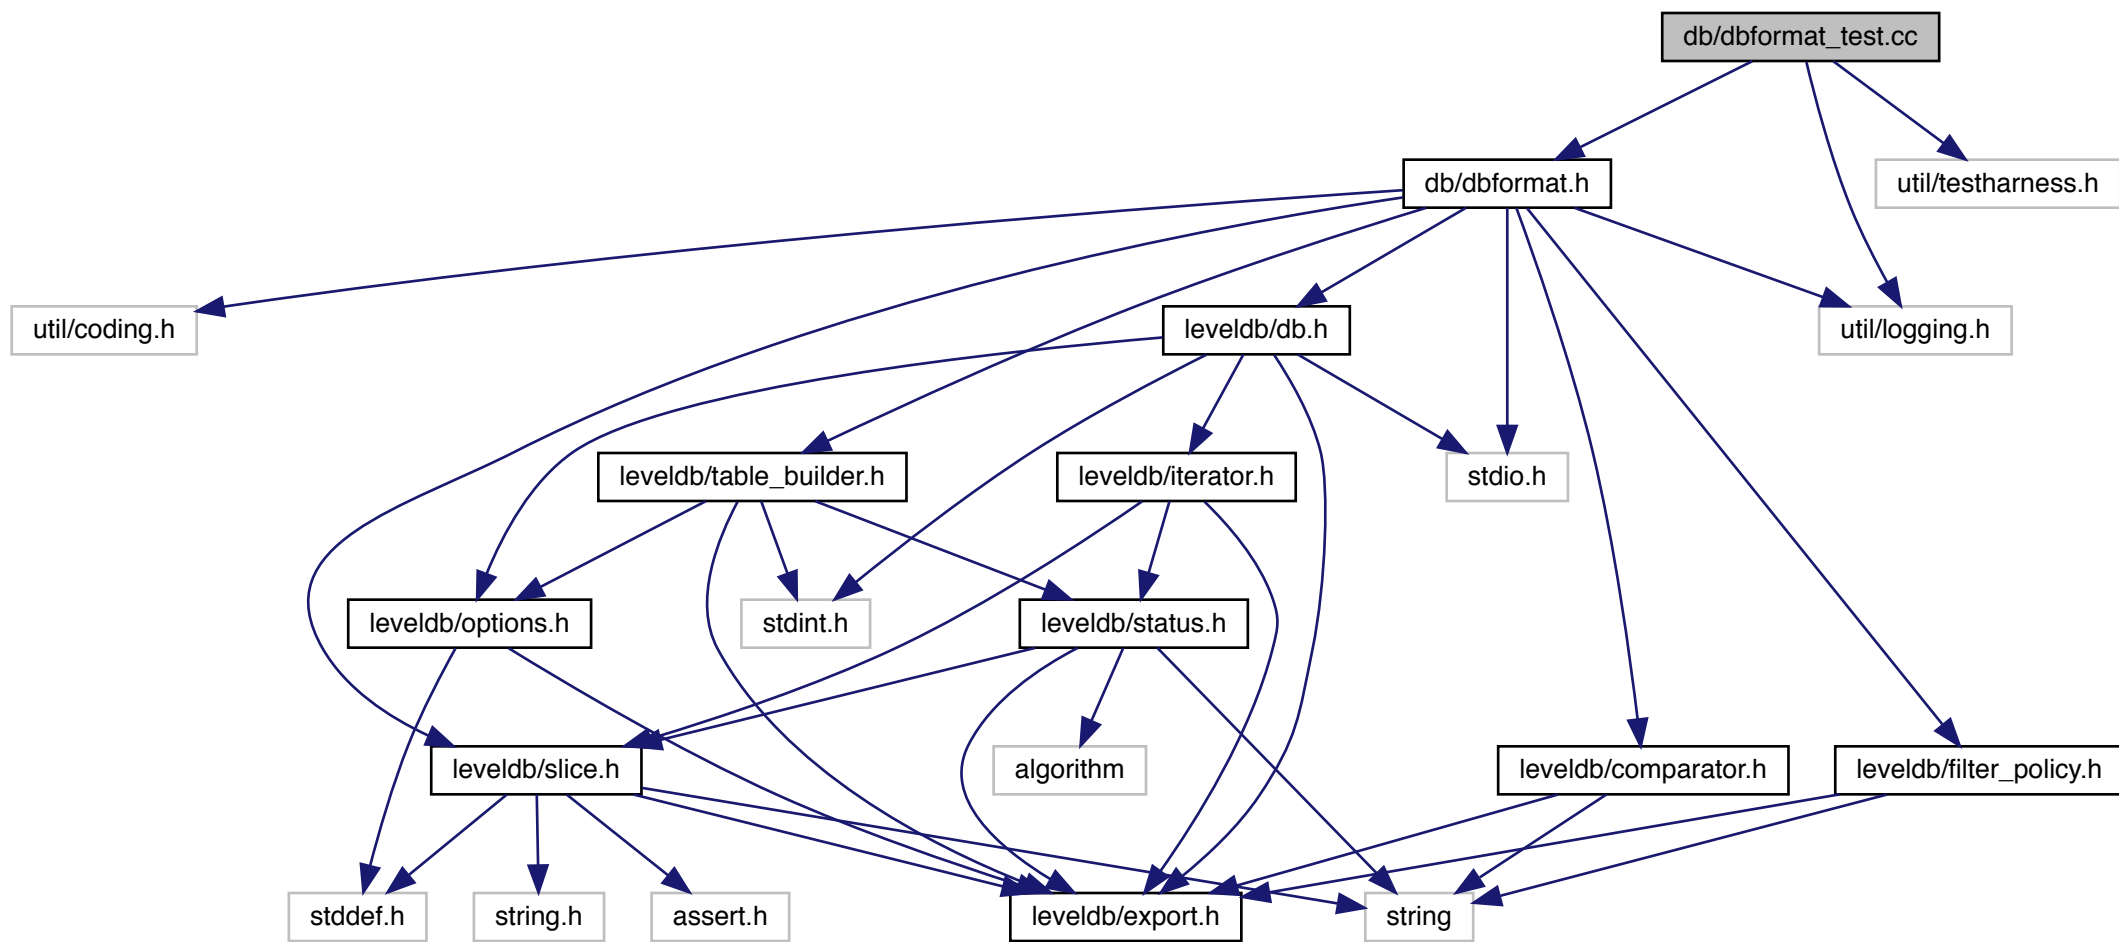 db/dbformat_test.cc
db/dbformat.h
util/testharness.h
util/coding.h
leveldb/db.h
util/logging.h
leveldb/table_builder.h
leveldb/iterator.h
stdio.h
leveldb/options.h
stdint.h
leveldb/status.h
leveldb/slice.h
algorithm
leveldb/comparator.h
leveldb/filter_policy.h
stddef.h
string.h
assert.h
leveldb/export.h
string